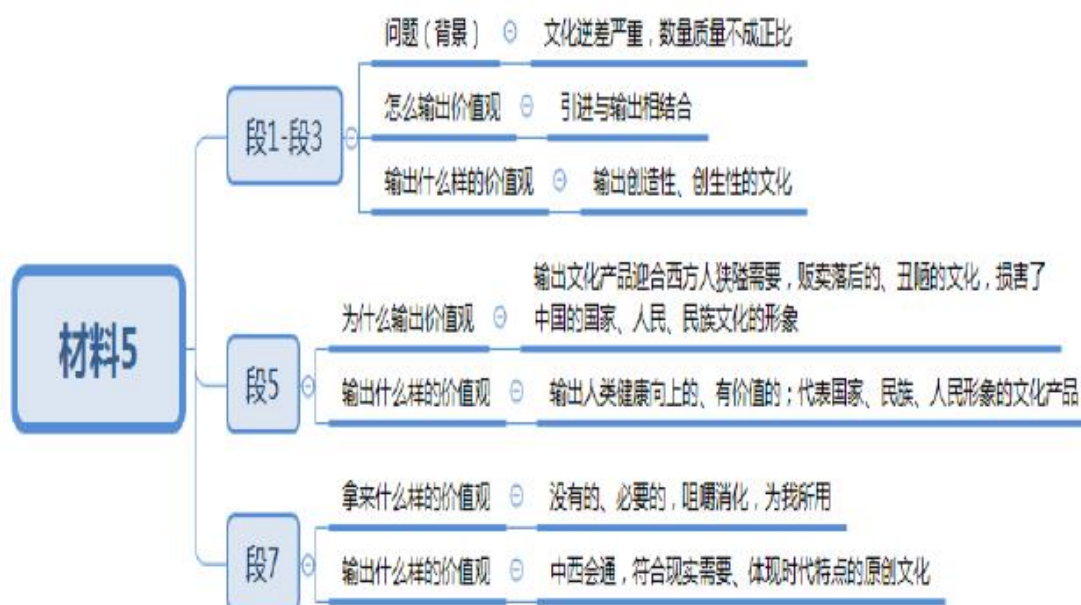 材料5
段1-段3
问题（背景）
文化逆差严重，数量质量不成正比
怎么输出价值观
引进与输出相结合
输出什么样的价值观
输出创造性、创生性的文化
段5
为什么输出价值观
输出文化产品迎合西方人狭隘需要，贩卖落后的、丑陋的文化，损害了
中国的国家、人民、民族文化的形象
输出什么样的价值观
输出人类健康向上的、有价值的；代表国家、民族、人民形象的文化产品
段7
拿来什么样的价值观
没有的、必要的，咀嚼消化，为我所用
输出什么样的价值观
中西会通，符合现实需要、体现时代特点的原创文化